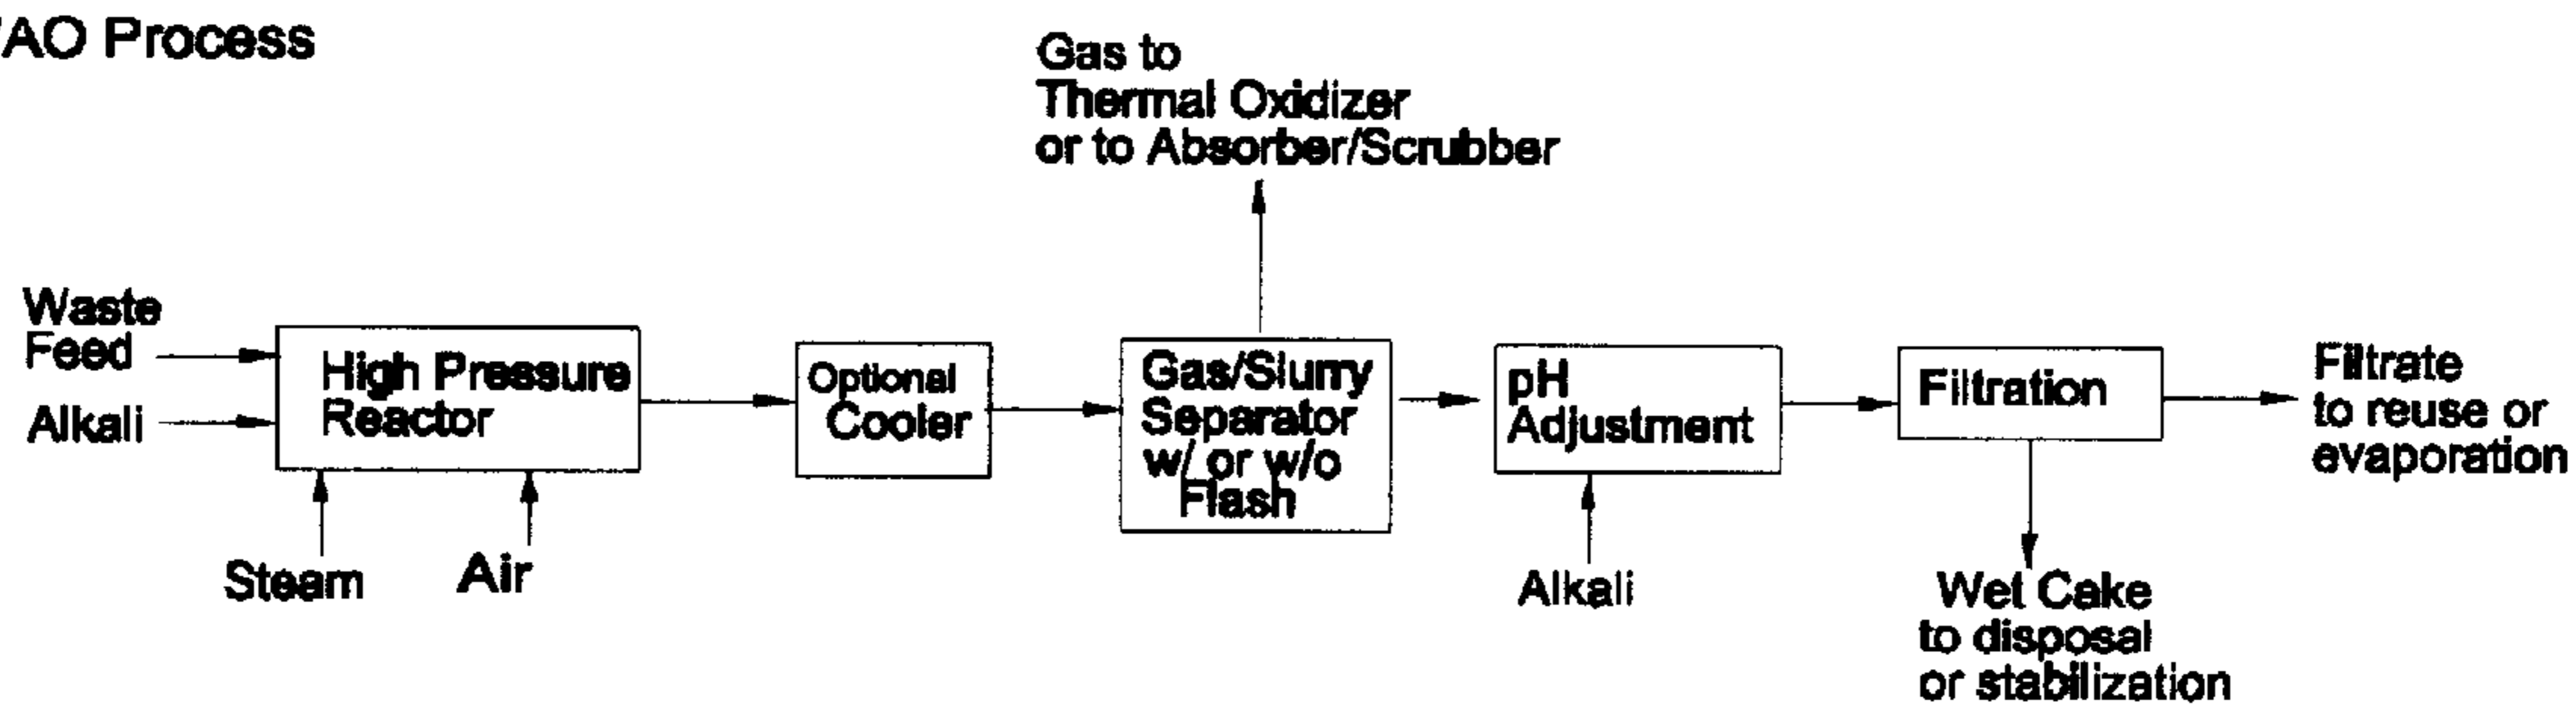 AO Process
Gas to
Thermal Oxidizer
or to Absorber/Scrubber
Waste
Feed
Alkali
High Pressure
Reactor
Steam
Air
Optional
Cooler
Gas/Slurry
Separator
w/ or w/o
Flash
pH
Adjustment
Alkali
Filtration
Filtrate
to reuse or
evaporation
Wet Cake
to disposal
or stabilization